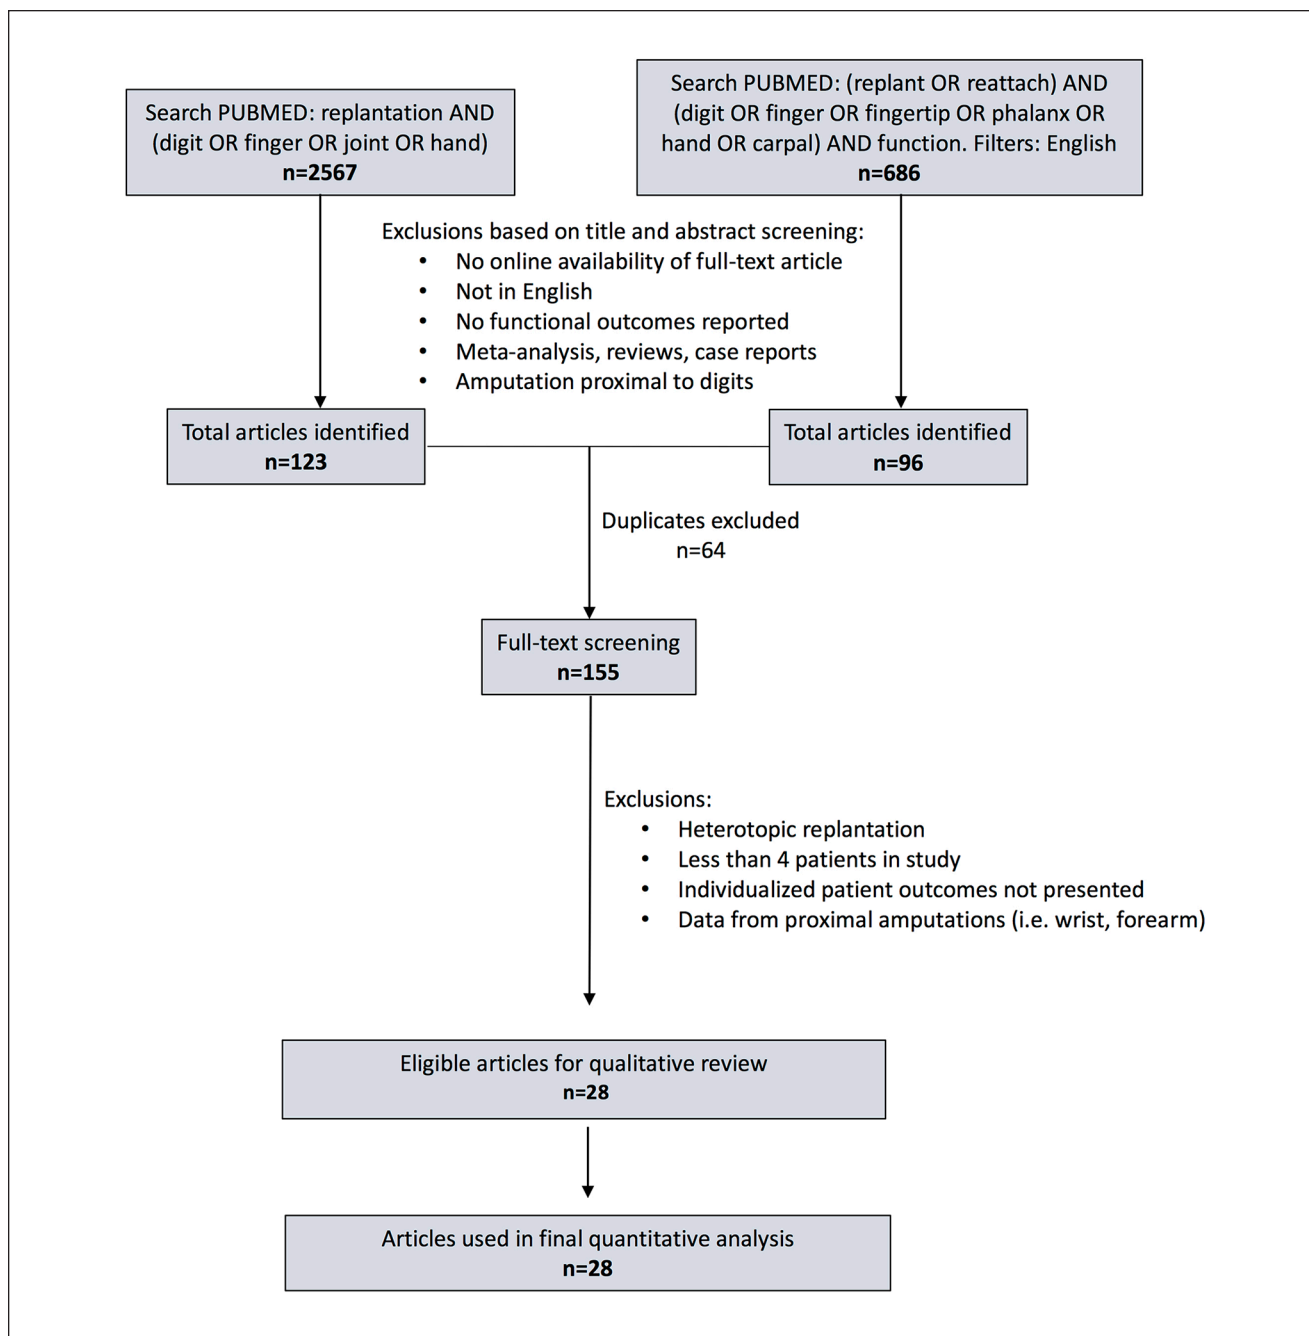 Search PUBMED: replantation AND
(digit OR finger OR joint OR hand)
n=2567
Search PUBMED: (replant OR reattach) AND
(digit OR finger OR fingertip OR phalanx OR
hand OR carpal) AND function. Filters: English
n=686
Exclusions based on title and abstract screening:
• No online availability of full-text article
• Not in English
• No functional outcomes reported
• Meta-analysis, reviews, case reports
• Amputation proximal to digits
Total articles identified
n=123
Total articles identified
n=96
Duplicates excluded
n=64
Full-text screening
n=155
Exclusions:
• Heterotopic replantation
• Less than 4 patients in study
• Individualized patient outcomes not presented
• Data from proximal amputations (i.e. wrist, forearm)
Eligible articles for qualitative review
n=28
Articles used in final quantitative analysis
n=28